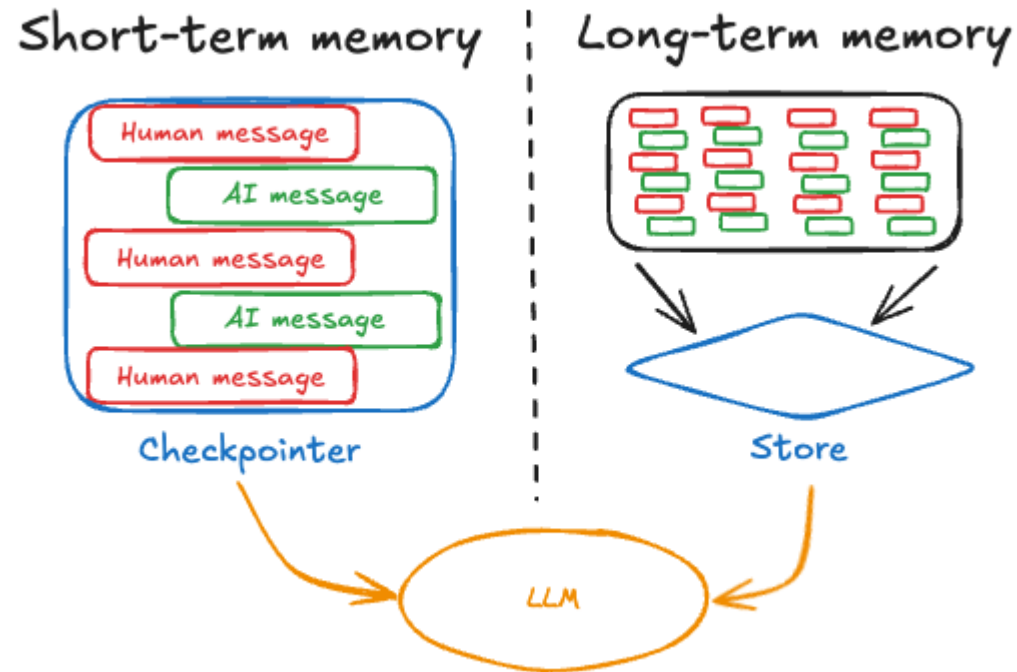 Short-term memory
Human message
AI message
Human message
AI message
Human message
Checkpointer
Long-term memory
Store
LLM